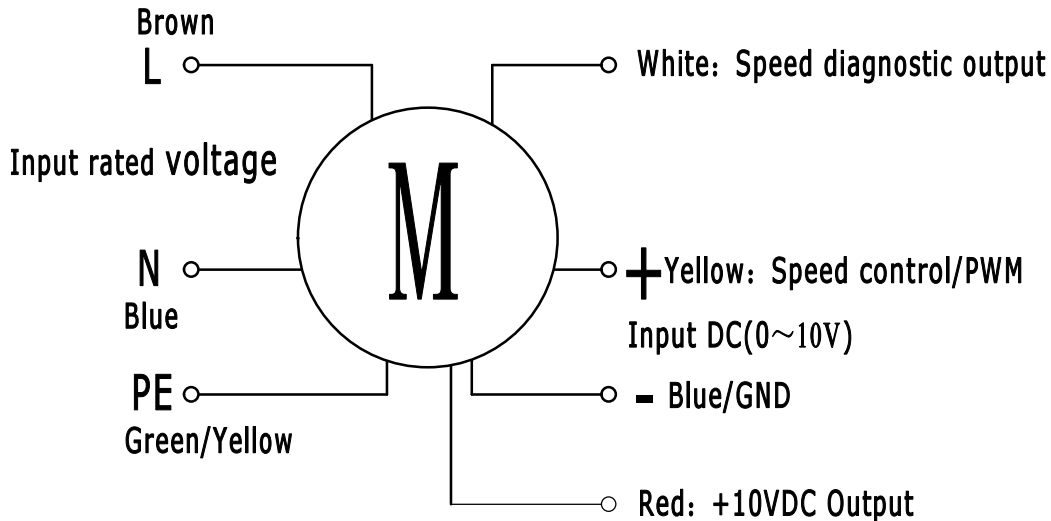 Brown
L
White: Speed diagnostic output
Input rated voltage
M
N
+Yellow: Speed control/PWM
Blue
Input DC(0～10V)
PE
- Blue/GND
Green/Yellow
Red: +10VDC Output